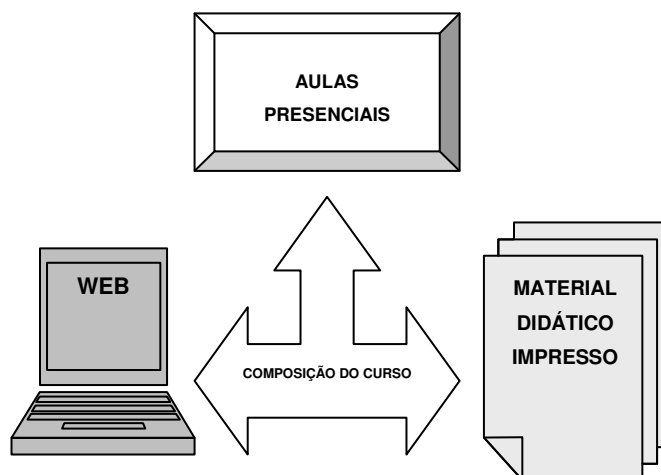 AULAS
PRESENCIAIS
WEB
MATERIAL
DIDÁTICO
IMPRESSO
COMPOSIÇÃO DO CURSO